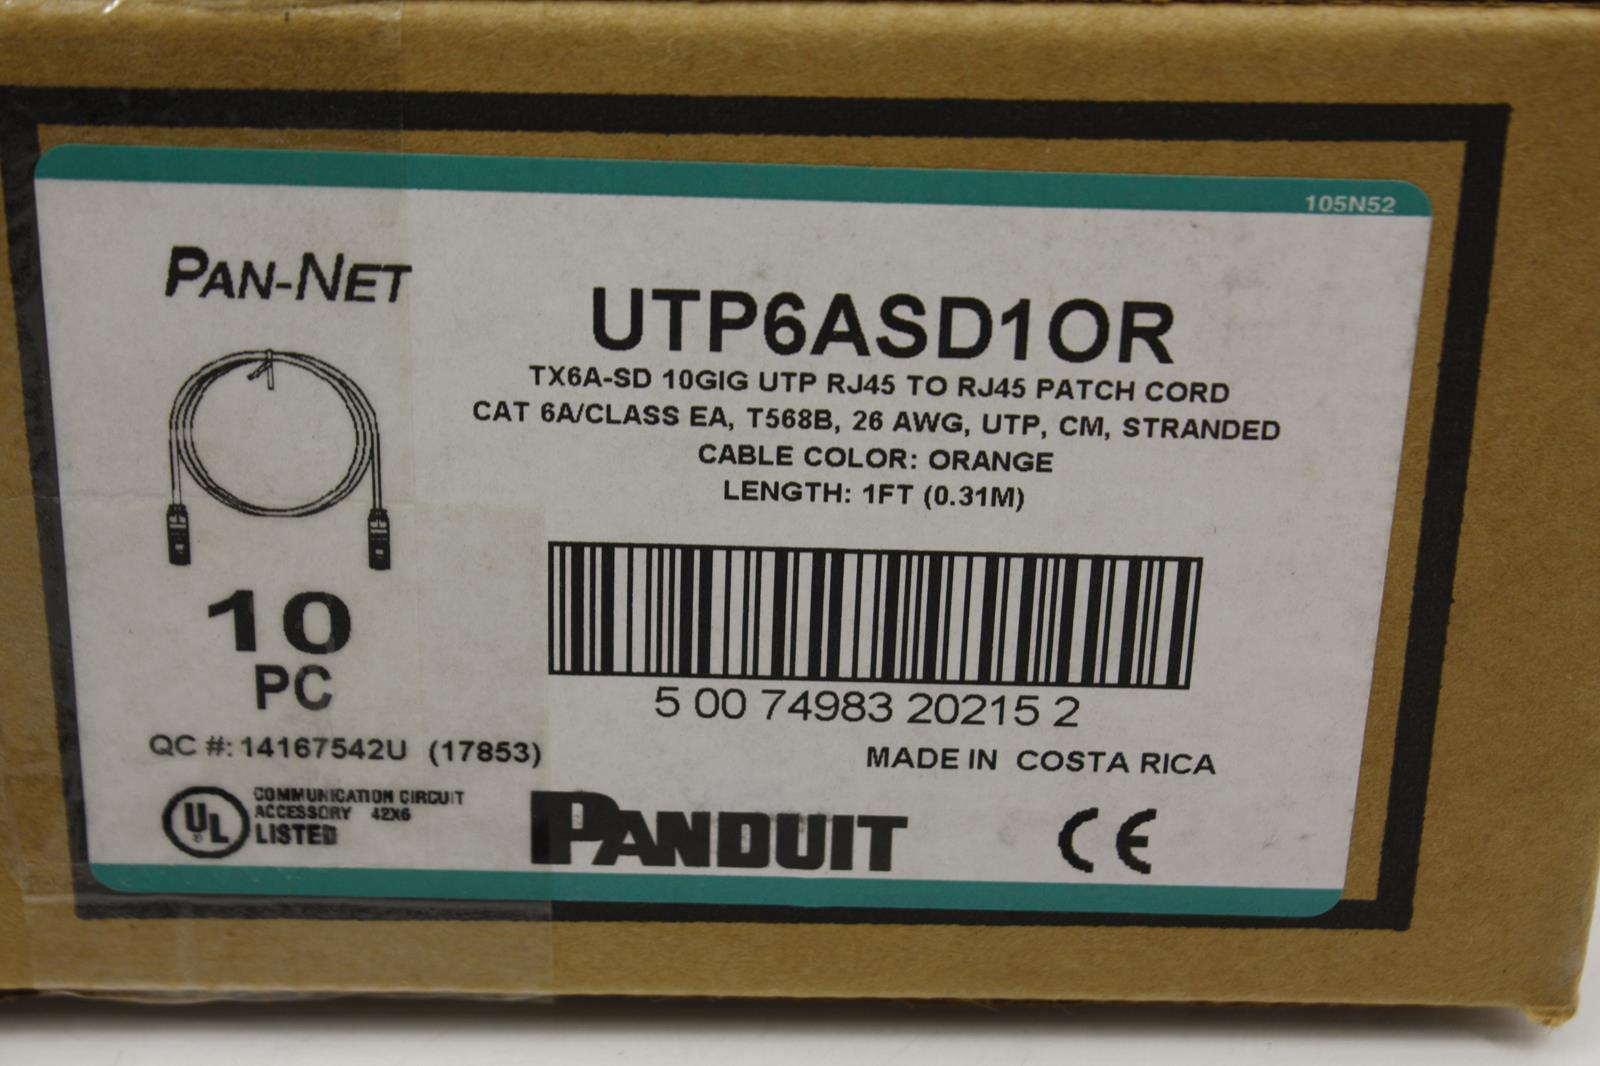 105N52
PAN-NET
UTP6ASD1OR
TX6A-SD 10GIG UTP RJ45 TO RJ45 PATCH CORD
CAT 6A/CLASS EA, T568B, 26 AWG, UTP, CM, STRANDED
CABLE COLOR: ORANGE
LENGTH: 1FT (0.31M)
10
PC
5 00 74983 20215 2
QC #: 14167542U (17853)
MADE IN COSTA RICA
UL
COMMUNICATION CIRCUIT
ACCESSORY 42X6
LISTED
PANDUIT
CE